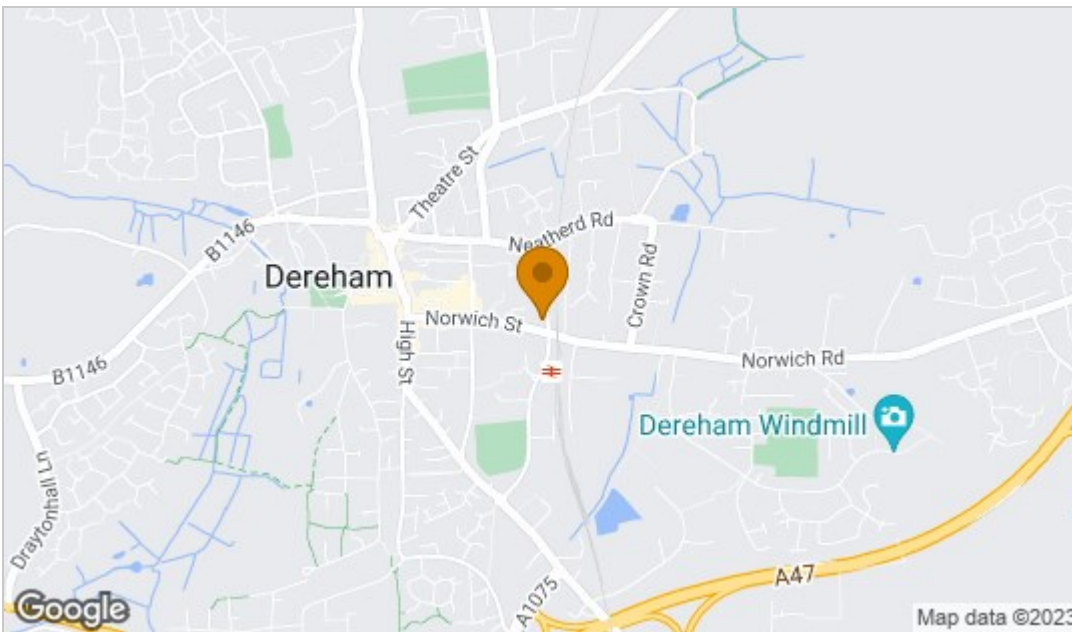 Theatre St
B1146
Neatherd Rd
Dereham
Crown Rd
Norwich St
High St
Norwich Rd
B1146
Dereham Windmill
Draytonhall Ln
A47
A1075
Google
Map data ©2023